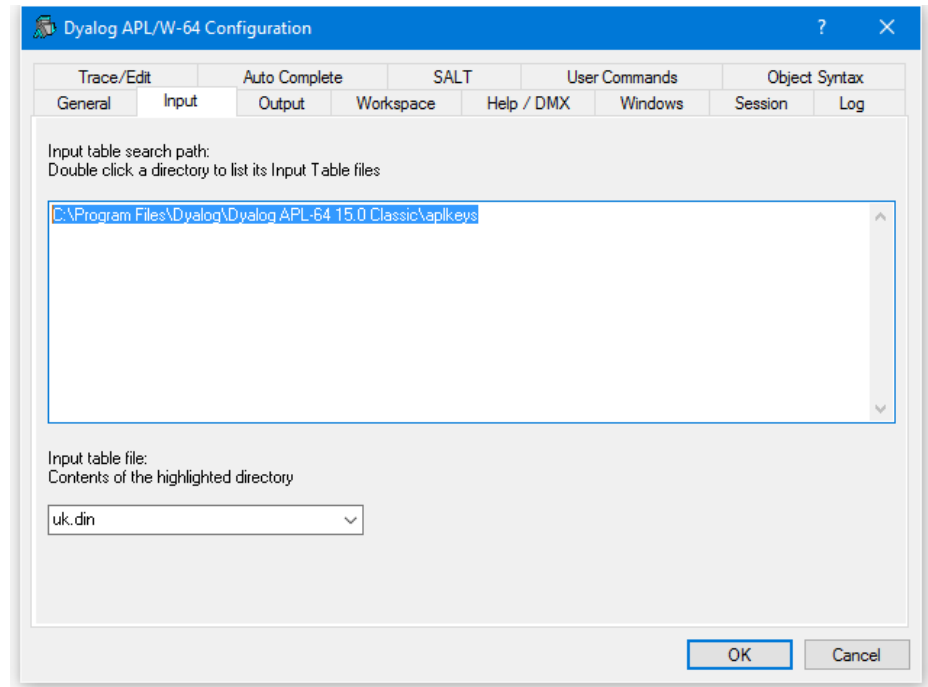 Dyalog APL/W-64 Configuration
Trace/Edit Auto Complete SALT User Commands Object Syntax
General Input Output Workspace Help / DMX Windows Session Log
Input table search path:
Double click a directory to list its Input Table files
C:\Program Files\Dyalog\Dyalog APL-64 15.0 Classic\aplkeys
Input table file:
Contents of the highlighted directory
uk.din
OK Cancel